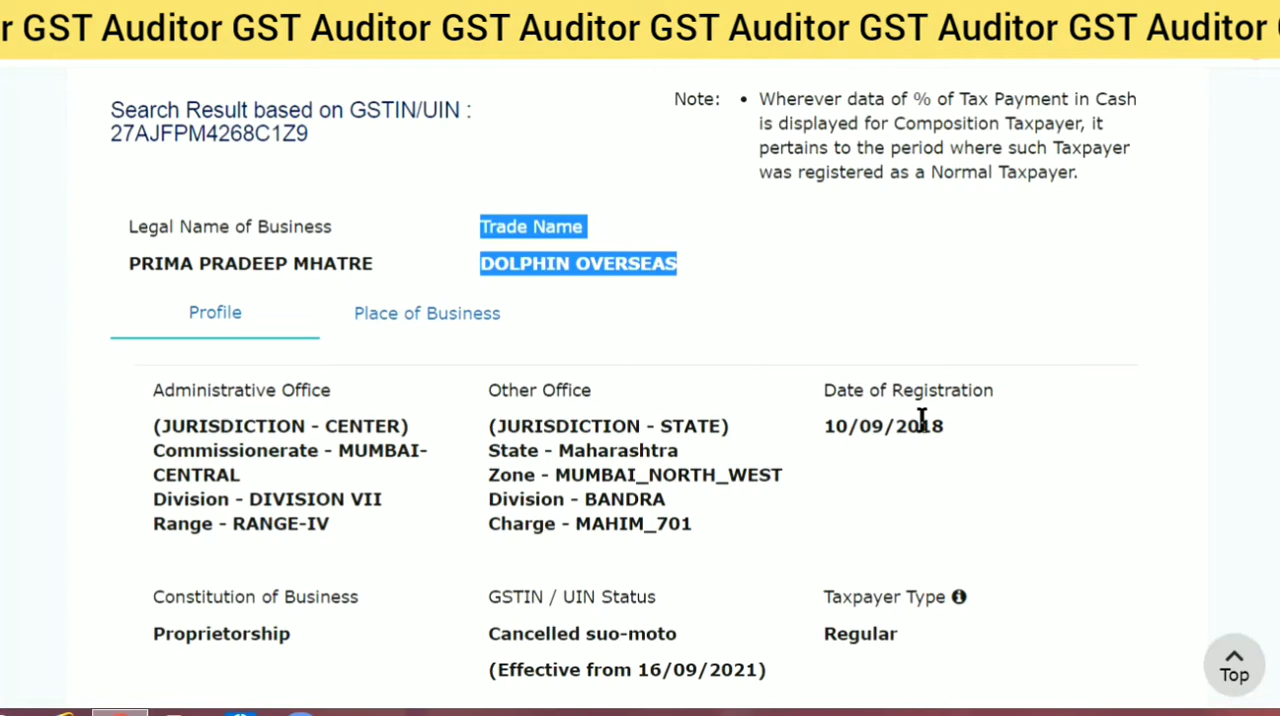 r GST Auditor GST Auditor GST Auditor GST Auditor GST Auditor GST Auditor
Search Result based on GSTIN/UIN :
27AJFPM4268C1Z9
Note: • Wherever data of % of Tax Payment in Cash
is displayed for Composition Taxpayer, it
pertains to the period where such Taxpayer
was registered as a Normal Taxpayer.
Legal Name of Business
PRIMA PRADEEP MHATRE
Trade Name
DOLPHIN OVERSEAS
Profile
Place of Business
Administrative Office
(JURISDICTION - CENTER)
Commissionerate - MUMBAI-
CENTRAL
Division - DIVISION VII
Range - RANGE-IV
Other Office
(JURISDICTION - STATE)
State - Maharashtra
Zone - MUMBAI_NORTH_WEST
Division - BANDRA
Charge - MAHIM_701
Date of Registration
10/09/2018
Constitution of Business
Proprietorship
GSTIN / UIN Status
Cancelled suo-moto
(Effective from 16/09/2021)
Taxpayer Type
Regular
Top